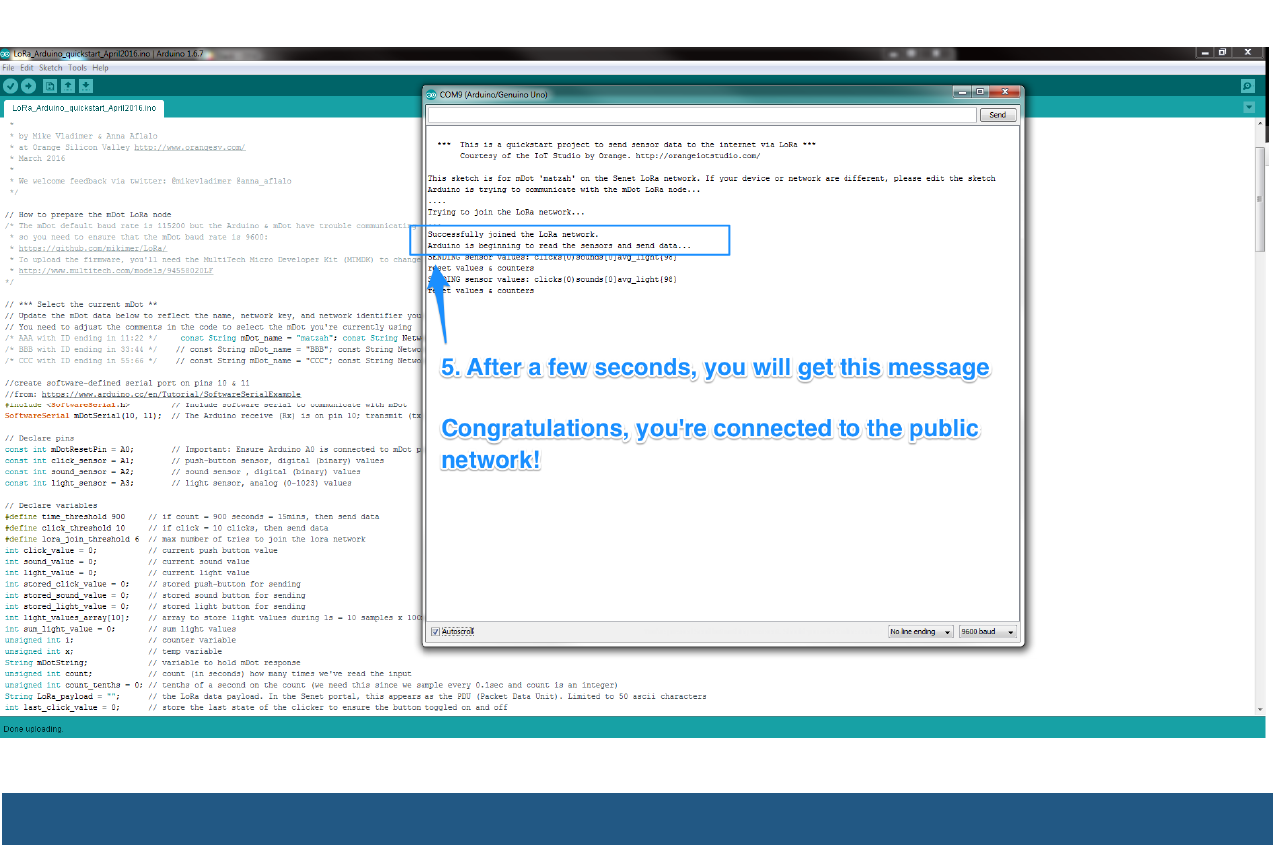 LoRa_Arduino_quickstart_April2016.ino | Arduino 1.6.7
File Edit Sketch Tools Help
LoRa_Arduino_quickstart_April2016.ino
*
* by Mike Vladimer & Anna Aflalo
* at Orange Silicon Valley http://www.orangesv.com/
* March 2016
*
* We welcome feedback via twitter: @mikevladimer @anna_aflalo
*/
// How to prepare the mDot LoRa node
/* The mDot default baud rate is 115200 but the Arduino & mDot have trouble communicating
* so you need to ensure that the mDot baud rate is 9600:
* https://github.com/mikimer/LoRa/
* To upload the firmware, you'll need the MultiTech Micro Developer Kit (MTMDK) to change
* http://www.multitech.com/models/94558020LF
*/
// *** Select the current mDot **
// Update the mDot data below to reflect the name, network key, and network identifier you
// You need to adjust the comments in the code to select the mDot you're currently using
/* AAA with ID ending in 11:22 */ const String mDot_name = "matzah"; const String Netw
/* BBB with ID ending in 33:44 */ // const String mDot_name = "BBB"; const String Netwo
/* CCC with ID ending in 55:66 */ // const String mDot_name = "CCC"; const String Netwo
//create software-defined serial port on pins 10 & 11
//from: https://www.arduino.cc/en/Tutorial/SoftwareSerialExample
#include <SoftwareSerial.h> // Include software serial to communicate with mDot
SoftwareSerial mDotSerial(10, 11); // The Arduino receive (Rx) is on pin 10; transmit (tx
// Declare pins
const int mDotResetPin = A0; // Important: Ensure Arduino A0 is connected to mDot p
const int click_sensor = A1; // push-button sensor, digital (binary) values
const int sound_sensor = A2; // sound sensor , digital (binary) values
const int light_sensor = A3; // light sensor, analog (0-1023) values
// Declare variables
#define time_threshold 900 // if count = 900 seconds = 15mins, then send data
#define click_threshold 10 // if click = 10 clicks, then send data
#define lora_join_threshold 6 // max number of tries to join the lora network
int click_value = 0; // current push button value
int sound_value = 0; // current sound value
int light_value = 0; // current light value
int stored_click_value = 0; // stored push-button for sending
int stored_sound_value = 0; // stored sound button for sending
int stored_light_value = 0; // stored light button for sending
int light_values_array[10]; // array to store light values during 1s = 10 samples x 100
int sum_light_value = 0; // sum light values
unsigned int i; // counter variable
unsigned int x; // temp variable
String mDotString; // variable to hold mDot response
unsigned int count; // count (in seconds) how many times we've read the input
unsigned int count_tenths = 0; // tenths of a second on the count (we need this since we sample every 0.1sec and count is an integer)
String LoRa_payload = ""; // the LoRa data payload. In the Senet portal, this appears as the PDU (Packet Data Unit). Limited to 50 ascii characters
int last_click_value = 0; // store the last state of the clicker to ensure the button toggled on and off
Done uploading.
COM9 (Arduino/Genuino Uno)
Send
*** This is a quickstart project to send sensor data to the internet via LoRa ***
Courtesy of the IoT Studio by Orange. http://orangeiotstudio.com/
This sketch is for mDot 'matzah' on the Senet LoRa network. If your device or network are different, please edit the sketch
Arduino is trying to communicate with the mDot LoRa node...
....
Trying to join the LoRa network...
Successfully joined the LoRa network.
Arduino is beginning to read the sensors and send data...
SENDING sensor values: clicks(0)sounds[0]avg_light{98}
reset values & counters
SENDING sensor values: clicks(0)sounds[0]avg_light{98}
reset values & counters
5. After a few seconds, you will get this message
Congratulations, you're connected to the public
network!
Autoscroll
No line ending
9600 baud